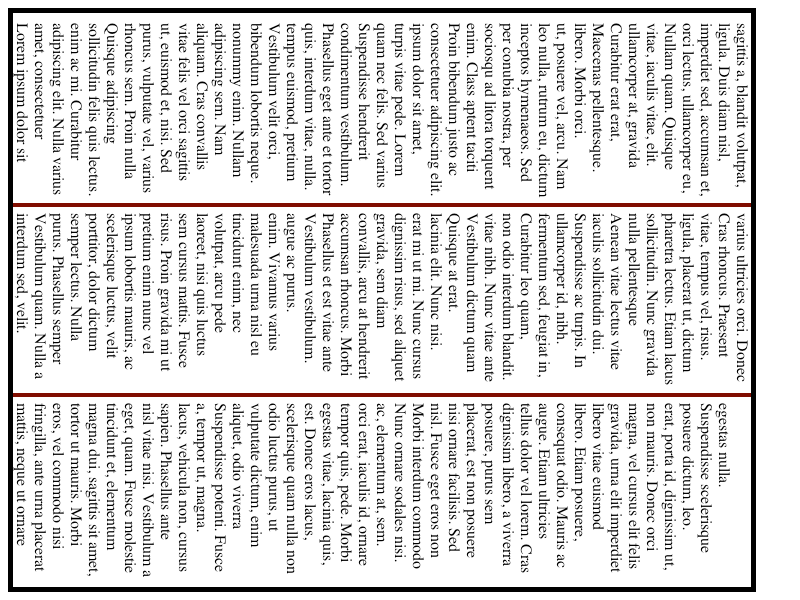 Lorem ipsum dolor sit
amet, consectetuer
adipiscing elit. Nulla varius
enim ac mi. Curabitur
sollicitudin felis quis lectus.
Quisque adipiscing
rhoncus sem. Proin nulla
purus, vulputate vel, varius
ut, euismod et, nisi. Sed
vitae felis vel orci sagittis
aliquam. Cras convallis
adipiscing sem. Nam
nonummy enim. Nullam
bibendum lobortis neque.
Vestibulum velit orci,
tempus euismod, pretium
quis, interdum vitae, nulla.
Phasellus eget ante et tortor
condimentum vestibulum.
Suspendisse hendrerit
quam nec felis. Sed varius
turpis vitae pede. Lorem
ipsum dolor sit amet,
consectetuer adipiscing elit.
Proin bibendum justo ac
enim. Class aptent taciti
sociosqu ad litora torquent
per conubia nostra, per
inceptos hymenaeos. Sed
leo nulla, rutrum eu, dictum
ut, posuere vel, arcu. Nam
libero. Morbi orci.
Maecenas pellentesque.
Curabitur erat erat,
ullamcorper at, gravida
vitae, iaculis vitae, elit.
Nullam quam. Quisque
orci lectus, ullamcorper eu,
imperdiet sed, accumsan et,
ligula. Duis diam nisl,
sagittis a, blandit volutpat,
interdum sed, velit.
Vestibulum quam. Nulla a
purus. Phasellus semper
semper lectus. Nulla
porttitor, dolor dictum
scelerisque luctus, velit
ipsum lobortis mauris, ac
pretium enim nunc vel
risus. Proin gravida mi ut
sem cursus mattis. Fusce
laoreet, nisi quis luctus
volutpat, arcu pede
tincidunt enim, nec
malesuada urna nisl eu
enim. Vivamus varius
augue ac purus.
Vestibulum vestibulum.
Phasellus et est vitae ante
accumsan rhoncus. Morbi
convallis, arcu at hendrerit
gravida, sem diam
dignissim risus, sed aliquet
erat mi ut mi. Nunc cursus
lacinia elit. Nunc nisi.
Quisque at erat.
Vestibulum dictum quam
vitae nibh. Nunc vitae ante
non odio interdum blandit.
Curabitur leo quam,
fermentum sed, feugiat in,
ullamcorper id, nibh.
Suspendisse ac turpis. In
iaculis sollicitudin dui.
Aenean vitae lectus vitae
nulla pellentesque
sollicitudin. Nunc gravida
pharetra lectus. Etiam lacus
ligula, placerat ut, dictum
vitae, tempus vel, risus.
Cras rhoncus. Praesent
varius ultricies orci. Donec
mattis, neque ut ornare
fringilla, ante urna placerat
eros, vel commodo nisi
tortor ut mauris. Morbi
magna dui, sagittis sit amet,
tincidunt et, elementum
eget, quam. Fusce molestie
nisl vitae nisi. Vestibulum a
sapien. Phasellus ante
lacus, vehicula non, cursus
a, tempor ut, magna.
Suspendisse potenti. Fusce
aliquet, odio viverra
vulputate dictum, enim
odio luctus purus, ut
scelerisque quam nulla non
est. Donec eros lacus,
egestas vitae, lacinia quis,
tempor quis, pede. Morbi
orci erat, iaculis id, ornare
ac, elementum at, sem.
Nunc ornare sodales nisi.
Morbi interdum commodo
nisl. Fusce eget eros non
nisi ornare facilisis. Sed
placerat, est non posuere
posuere, purus sem
dignissim libero, a viverra
tellus dolor vel lorem. Cras
augue. Etiam ultricies
consequat odio. Mauris ac
libero. Etiam posuere,
libero vitae euismod
gravida, urna elit imperdiet
magna, vel cursus elit felis
non mauris. Donec orci
erat, porta id, dignissim ut,
posuere dictum, leo.
Suspendisse scelerisque
egestas nulla.